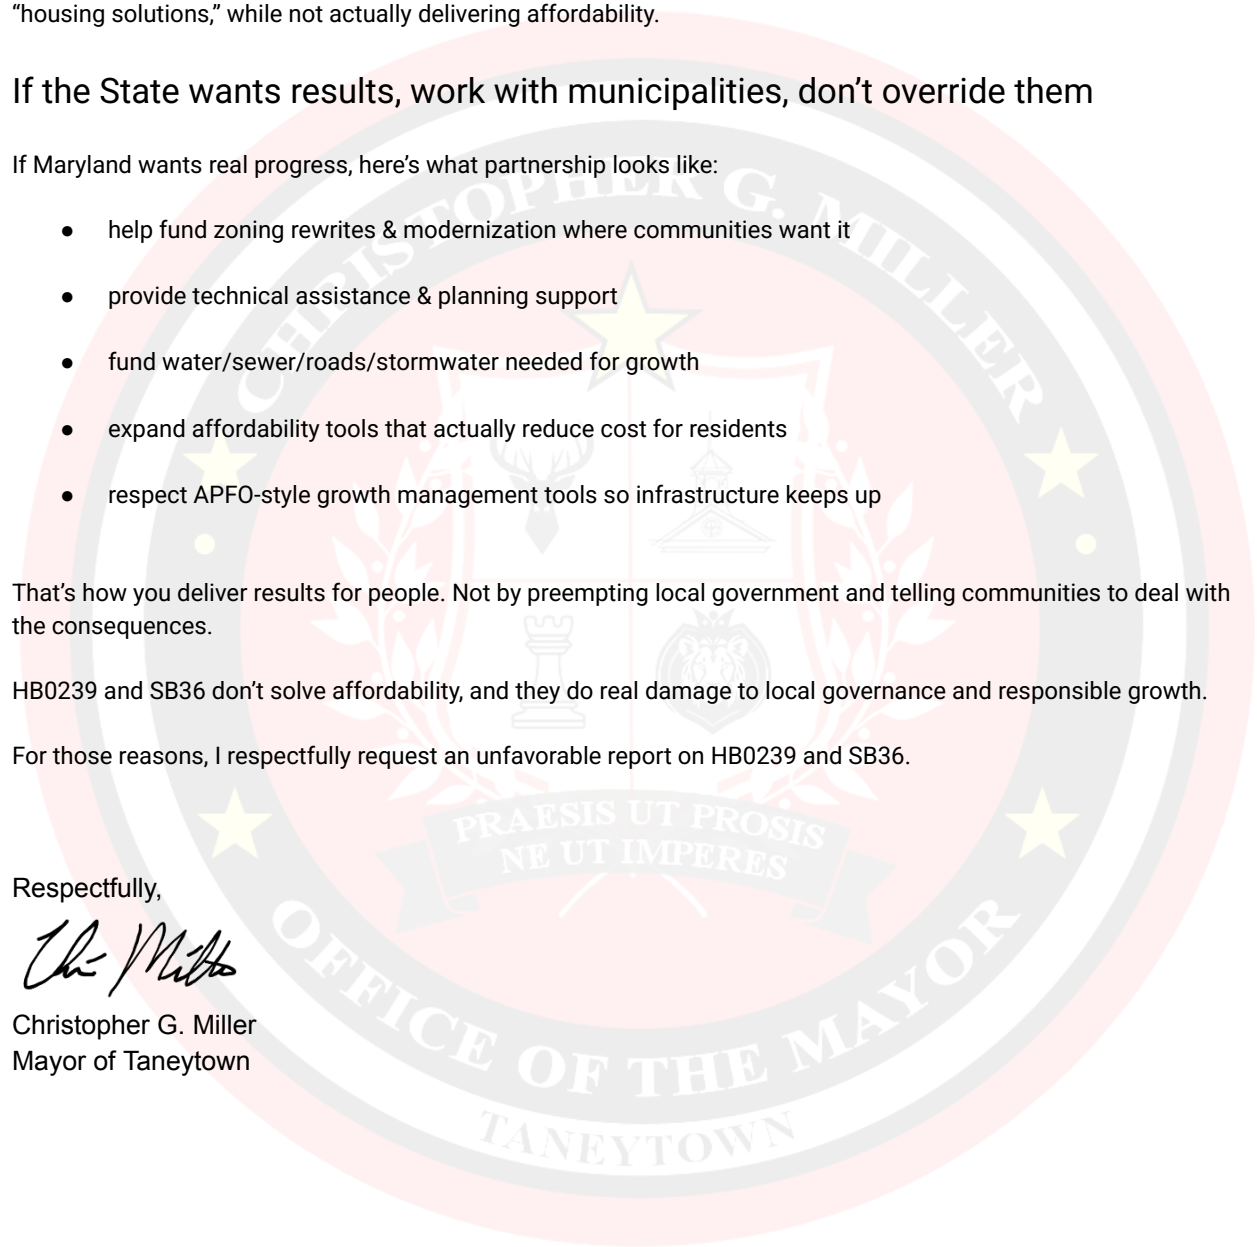 “housing solutions,” while not actually delivering affordability.
If the State wants results, work with municipalities, don’t override them
If Maryland wants real progress, here’s what partnership looks like:
● help fund zoning rewrites & modernization where communities want it
● provide technical assistance & planning support
● fund water/sewer/roads/stormwater needed for growth
● expand affordability tools that actually reduce cost for residents
● respect APFO-style growth management tools so infrastructure keeps up
That’s how you deliver results for people. Not by preempting local government and telling communities to deal with
the consequences.
HB0239 and SB36 don’t solve affordability, and they do real damage to local governance and responsible growth.
For those reasons, I respectfully request an unfavorable report on HB0239 and SB36.
Respectfully,
Christopher G. Miller
Mayor of Taneytown
CHRISTOPHER G. MILLER
PRAESIS UT PROSIS
NE UT IMPERES
OFFICE OF THE MAYOR
TANEYTOWN